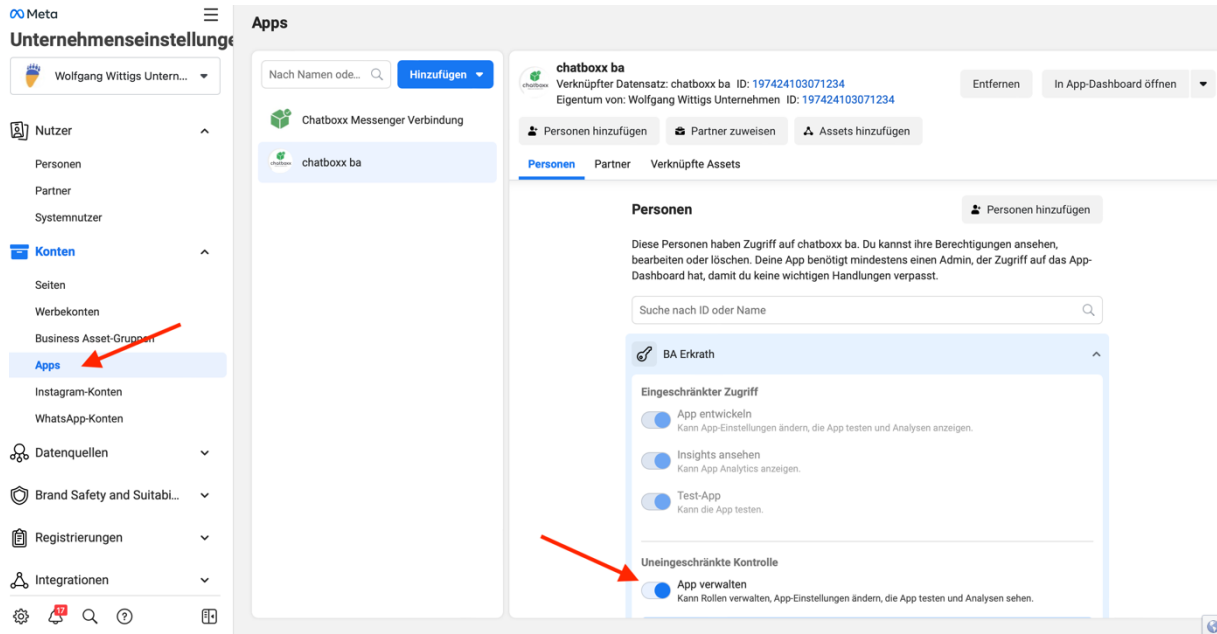 Meta
Unternehmenseinstellunge
Wolfgang Wittigs Untern...
Nutzer
Personen
Partner
Systemnutzer
Konten
Seiten
Werbekonten
Business Asset-Gruppen
Apps
Instagram-Konten
WhatsApp-Konten
Datenquellen
Brand Safety and Suitabi...
Registrierungen
Integrationen
17
Apps
Nach Namen ode...
Hinzufügen
Chatboxx Messenger Verbindung
chatboxx ba
chatboxx ba
Verknüpfter Datensatz: chatboxx ba ID: 197424103071234
Eigentum von: Wolfgang Wittigs Unternehmen ID: 197424103071234
Entfernen
In App-Dashboard öffnen
Personen hinzufügen
Partner zuweisen
Assets hinzufügen
Personen
Partner
Verknüpfte Assets
Personen
Personen hinzufügen
Diese Personen haben Zugriff auf chatboxx ba. Du kannst ihre Berechtigungen ansehen,
bearbeiten oder löschen. Deine App benötigt mindestens einen Admin, der Zugriff auf das App-
Dashboard hat, damit du keine wichtigen Handlungen verpasst.
Suche nach ID oder Name
BA Erkrath
Eingeschränkter Zugriff
App entwickeln
Kann App-Einstellungen ändern, die App testen und Analysen anzeigen.
Insights ansehen
Kann App Analytics anzeigen.
Test-App
Kann die App testen.
Uneingeschränkte Kontrolle
App verwalten
Kann Rollen verwalten, App-Einstellungen ändern, die App testen und Analysen sehen.